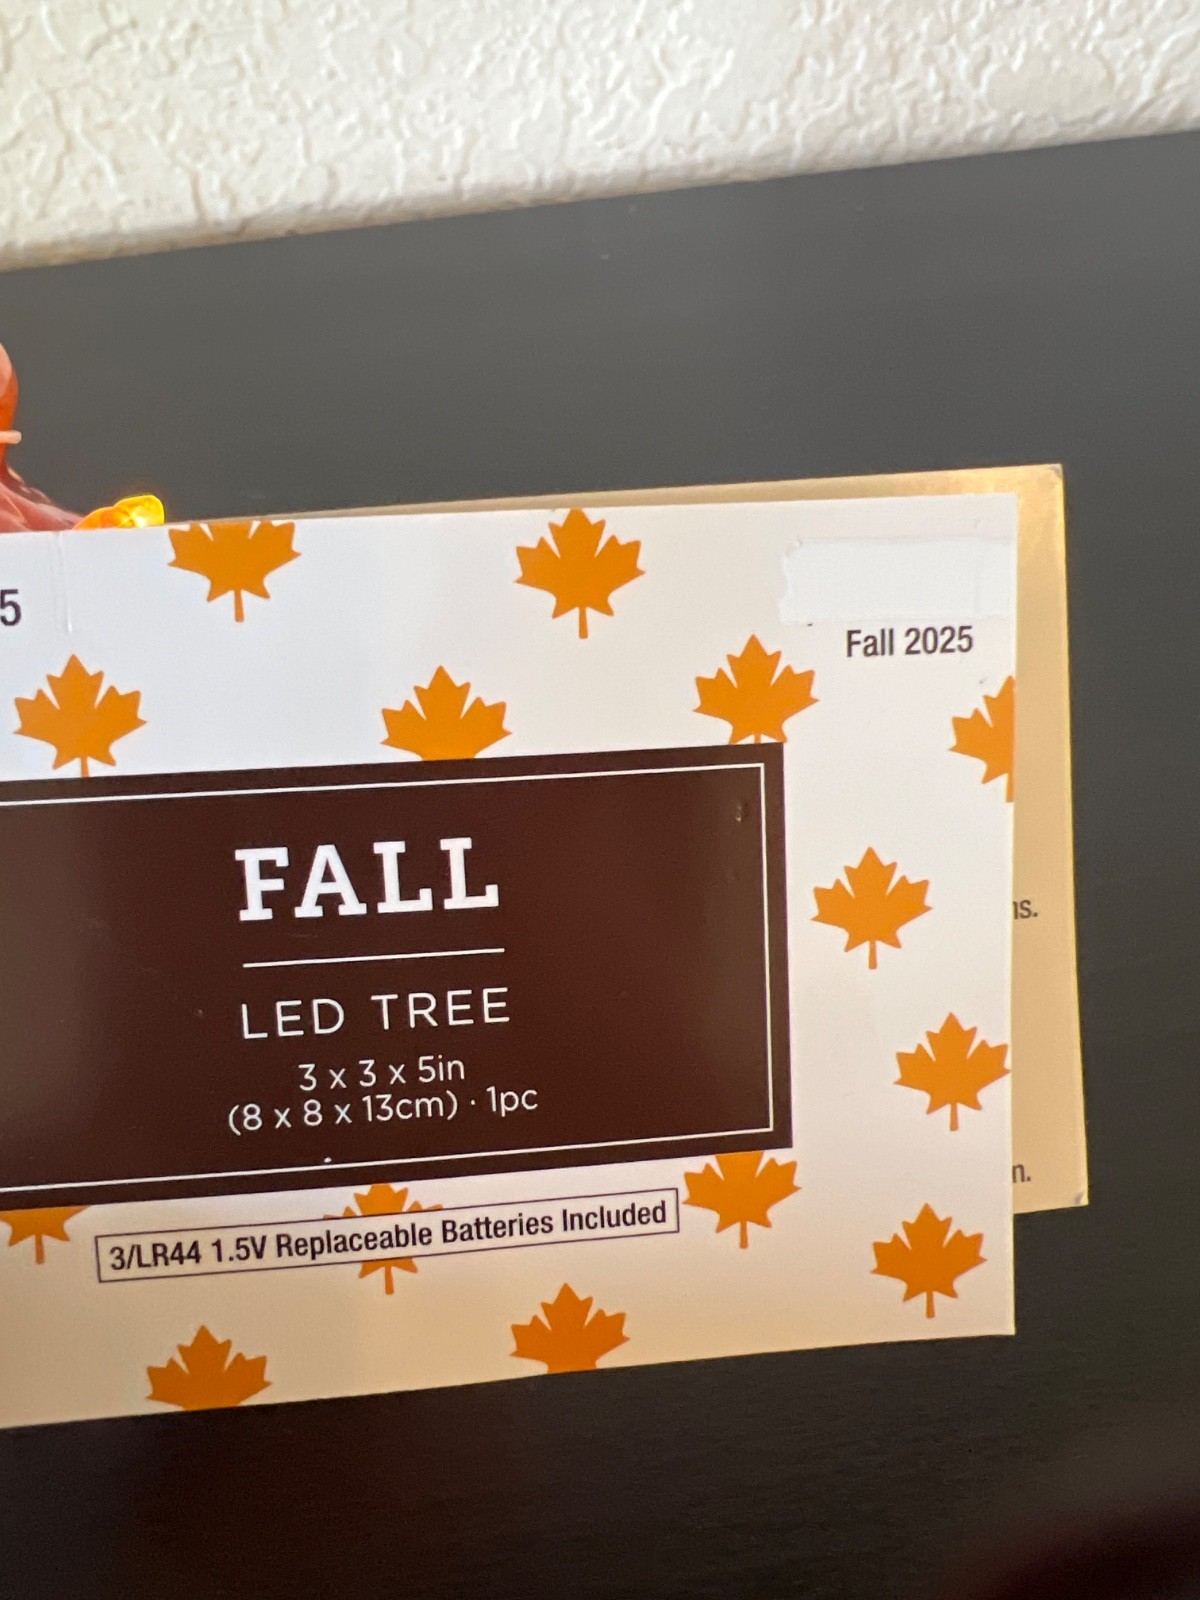 5
Fall 2025
FALL
LED TREE
3 x 3 x 5in
(8 x 8 x 13cm) · 1pc
3/LR44 1.5V Replaceable Batteries Included